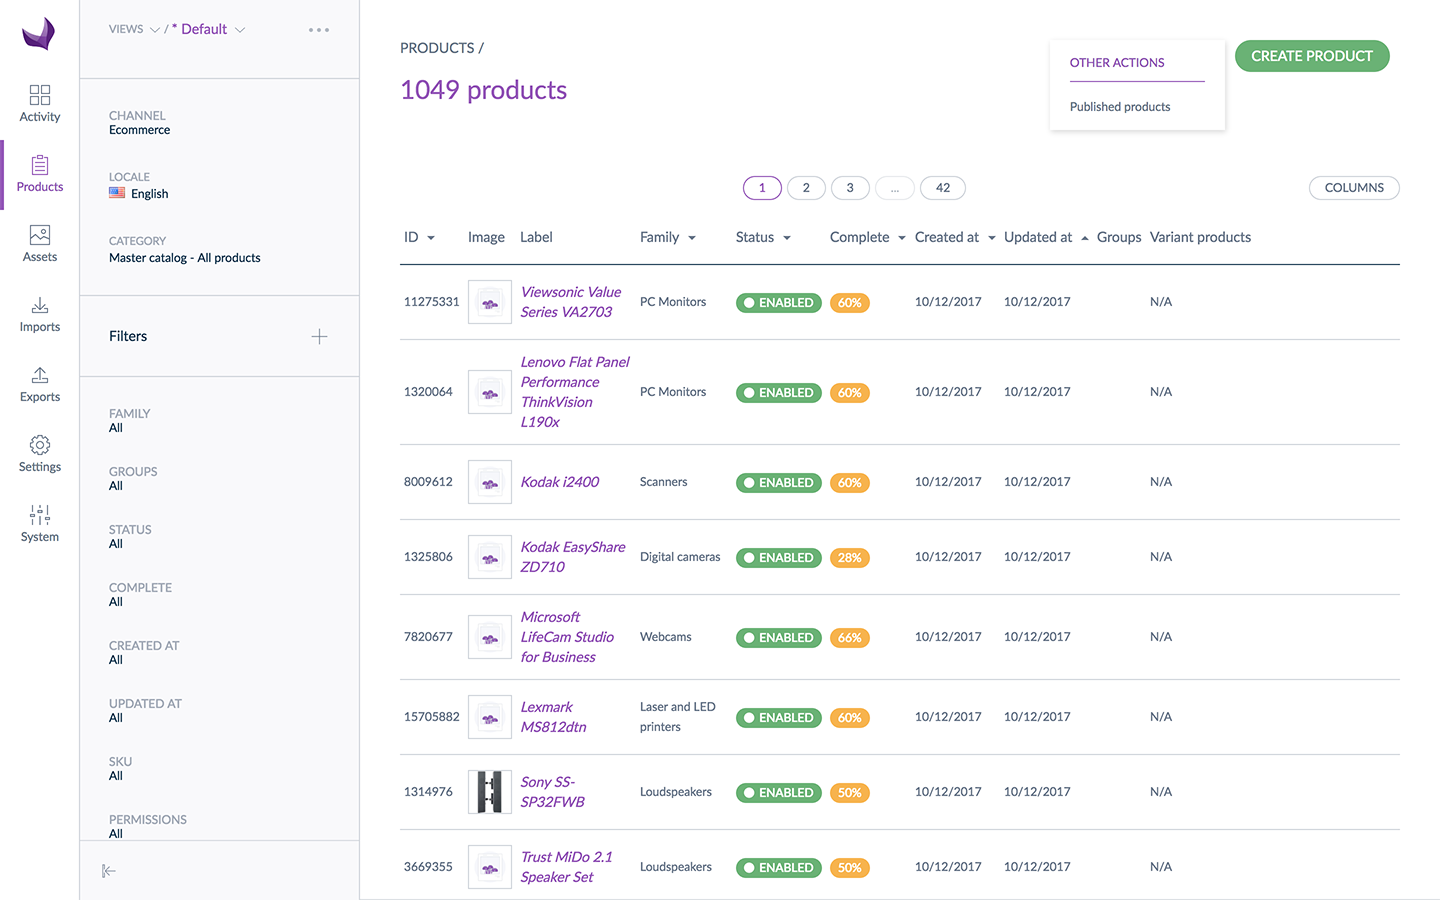 VIEWS / * Default
Activity
Products
Assets
Imports
Exports
Settings
System
CHANNEL
Ecommerce
LOCALE
English
CATEGORY
Master catalog - All products
Filters
FAMILY
All
GROUPS
All
STATUS
All
COMPLETE
All
CREATED AT
All
UPDATED AT
All
SKU
All
PERMISSIONS
All
PRODUCTS /
1049 products
OTHER ACTIONS
Published products
CREATE PRODUCT
1 2 3 ... 42
COLUMNS
ID Image Label Family Status Complete Created at Updated at Groups Variant products
11275331 Viewsonic Value PC Monitors ENABLED 60% 10/12/2017 10/12/2017 N/A
Series VA2703
1320064 Lenovo Flat Panel PC Monitors ENABLED 60% 10/12/2017 10/12/2017 N/A
Performance
ThinkVision
L190x
8009612 Kodak i2400 Scanners ENABLED 60% 10/12/2017 10/12/2017 N/A
1325806 Kodak EasyShare Digital cameras ENABLED 28% 10/12/2017 10/12/2017 N/A
ZD710
7820677 Microsoft Webcams ENABLED 66% 10/12/2017 10/12/2017 N/A
LifeCam Studio
for Business
15705882 Lexmark Laser and LED ENABLED 60% 10/12/2017 10/12/2017 N/A
MS812dtn printers
1314976 Sony SS- Loudspeakers ENABLED 50% 10/12/2017 10/12/2017 N/A
SP32FWB
3669355 Trust MiDo 2.1 Loudspeakers ENABLED 50% 10/12/2017 10/12/2017 N/A
Speaker Set